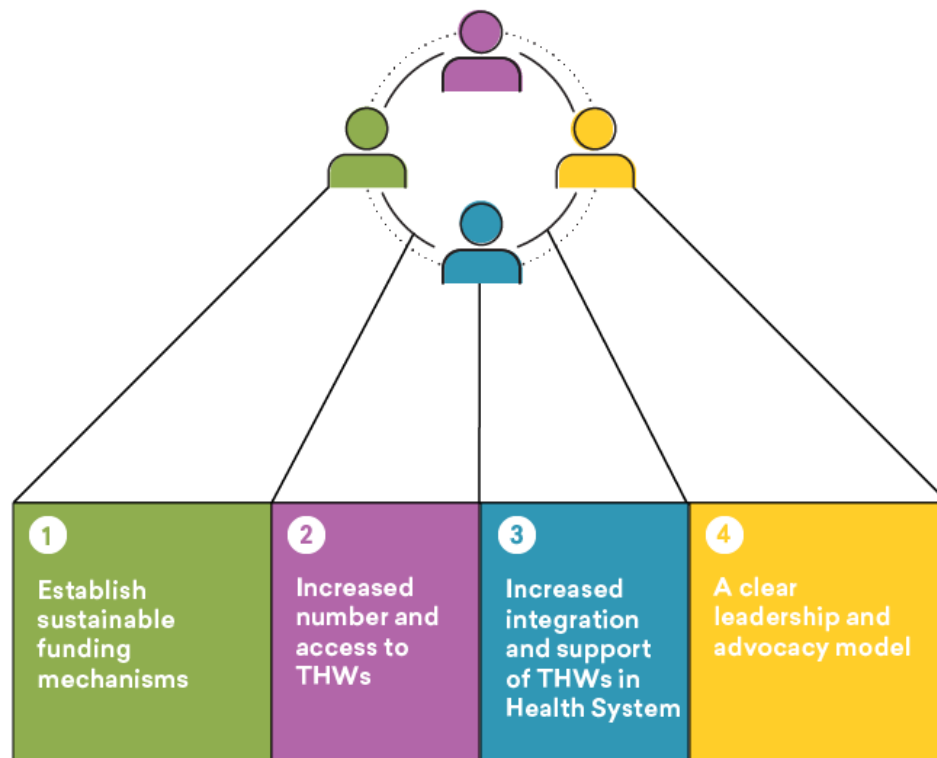 1
Establish
sustainable
funding
mechanisms
2
Increased
number and
access to
THWs
3
Increased
integration
and support
of THWs in
Health System
4
A clear
leadership and
advocacy model